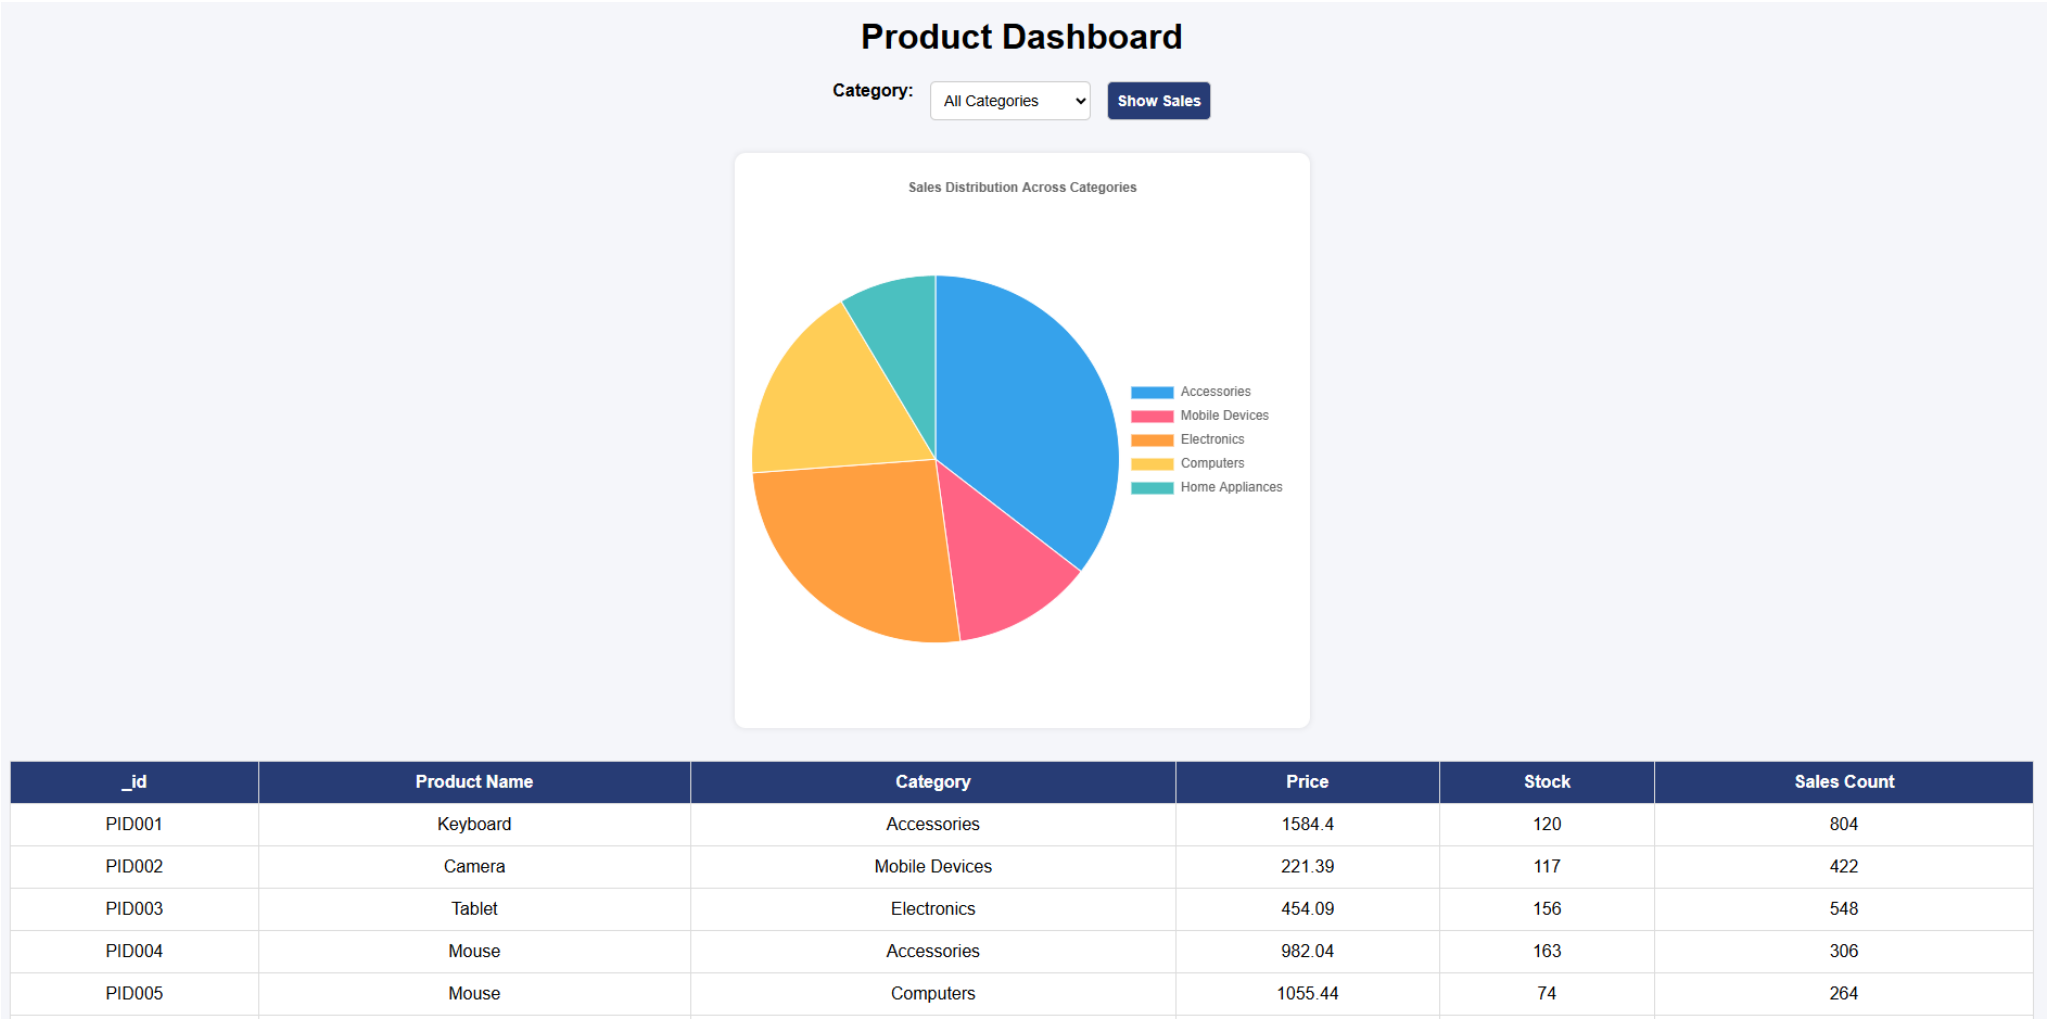 Product Dashboard
Category: All Categories Show Sales
Sales Distribution Across Categories
Accessories
Mobile Devices
Electronics
Computers
Home Appliances
_id Product Name Category Price Stock Sales Count
PID001 Keyboard Accessories 1584.4 120 804
PID002 Camera Mobile Devices 221.39 117 422
PID003 Tablet Electronics 454.09 156 548
PID004 Mouse Accessories 982.04 163 306
PID005 Mouse Computers 1055.44 74 264